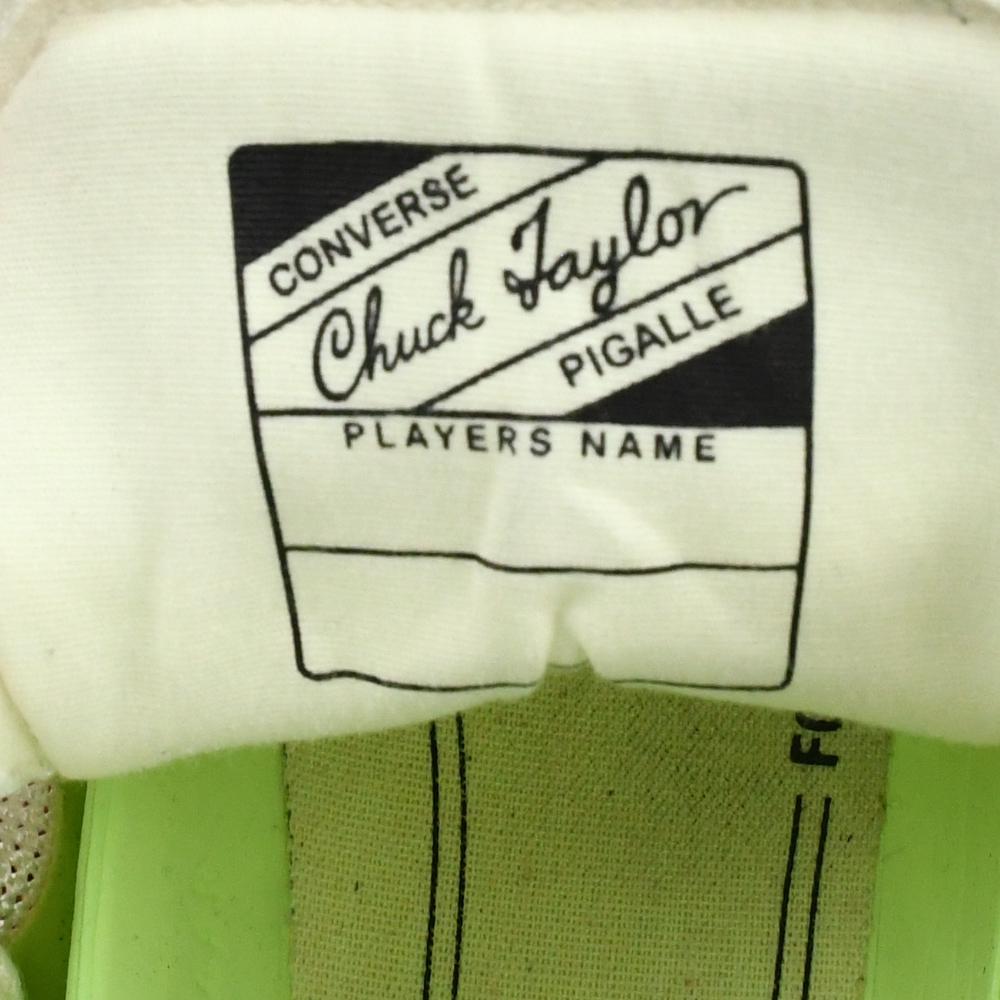 CONVERSE
Chuck Taylor
PIGALLE
PLAYERS NAME